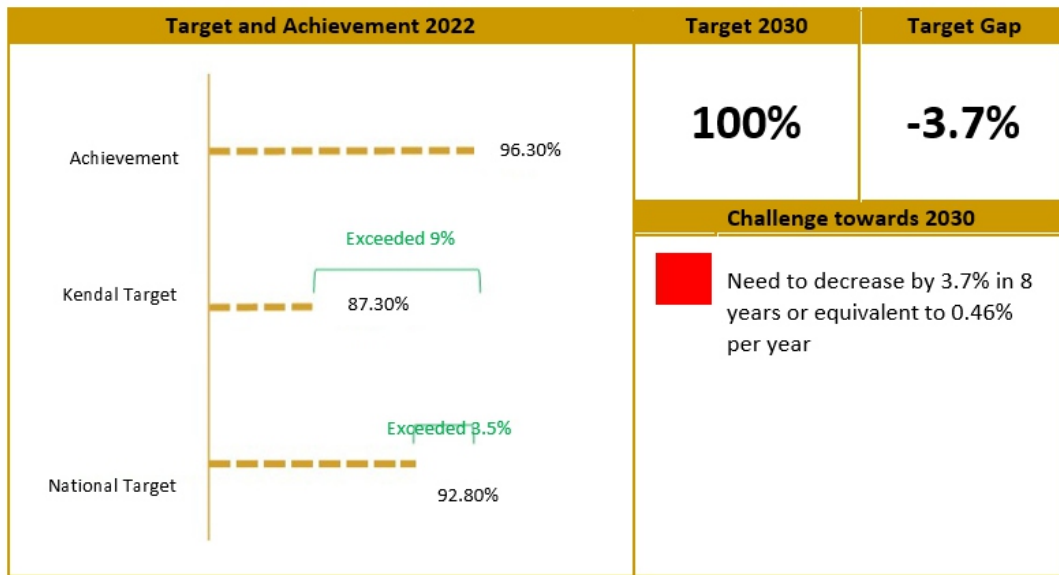 Target and Achievement 2022
Target 2030
Target Gap
Achievement
96.30%
Exceeded 9%
Kendal Target
87.30%
Exceeded 3.5%
National Target
92.80%
100%
-3.7%
Challenge towards 2030
Need to decrease by 3.7% in 8
years or equivalent to 0.46%
per year